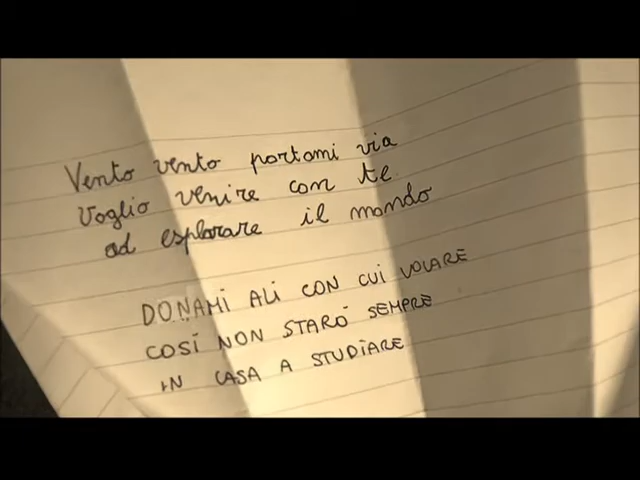 Vento vento portami via
Voglio venire con te
ad esplorare il mondo
DONAMI ALI CON CUI VOLARE
COSÌ NON STARÒ SEMPRE
IN CASA A STUDIARE